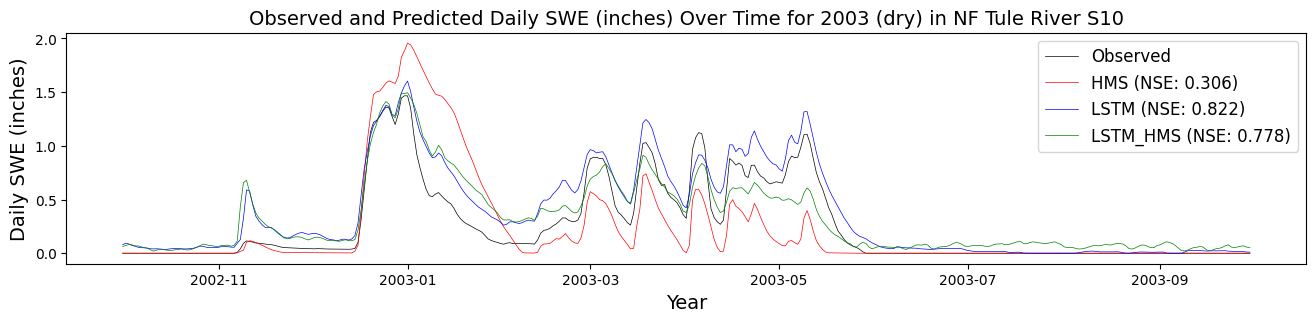 Observed and Predicted Daily SWE (inches) Over Time for 2003 (dry) in NF Tule River S10
Daily SWE (inches)
2.0
1.5
1.0
0.5
0.0
Observed
HMS (NSE: 0.306)
LSTM (NSE: 0.822)
LSTM_HMS (NSE: 0.778)
2002-11
2003-01
2003-03
2003-05
2003-07
2003-09
Year